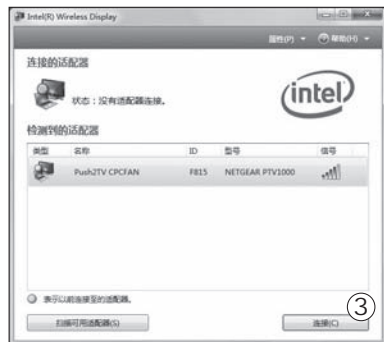 Intel(R) Wireless Display
属性(P) 帮助(H)
连接的适配器
状态：没有适配器连接。
intel
检测到的适配器
类型 名称 ID 型号 信号
Push2TV CPCFAN F815 NETGEAR PTV1000
表示以前连接至的适配器。
③
扫描可用适配器(S) 连接(C)